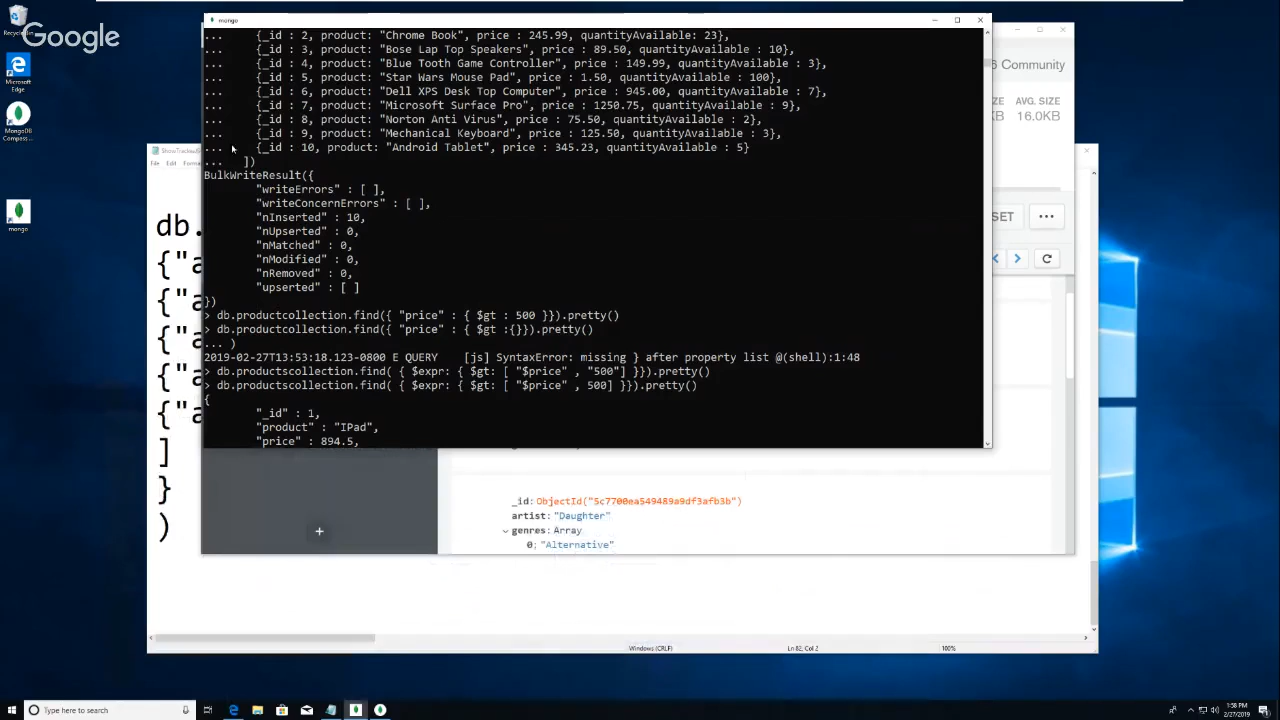 mongo
...     {_id : 2, product: "Chrome Book", price : 245.99, quantityAvailable: 23},
...     {_id : 3, product: "Bose Lap Top Speakers", price : 89.50, quantityAvailable : 10},
...     {_id : 4, product: "Blue Tooth Game Controller", price : 149.99, quantityAvailable : 3},
...     {_id : 5, product: "Star Wars Mouse Pad", price : 1.50, quantityAvailable : 100},
...     {_id : 6, product: "Dell XPS Desk Top Computer", price : 945.00, quantityAvailable : 7},
...     {_id : 7, product: "Microsoft Surface Pro", price : 1250.75, quantityAvailable : 9},
...     {_id : 8, product: "Norton Anti Virus", price : 75.50, quantityAvailable : 2},
...     {_id : 9, product: "Mechanical Keyboard", price : 125.50, quantityAvailable : 3},
...     {_id : 10, product: "Android Tablet", price : 345.23, quantityAvailable : 5}
...   ])
BulkWriteResult({
"writeErrors" : [ ],
"writeConcernErrors" : [ ],
"nInserted" : 10,
"nUpserted" : 0,
"nMatched" : 0,
"nModified" : 0,
"nRemoved" : 0,
"upserted" : [ ]
})
> db.productcollection.find({ "price" : { $gt : 500 }}).pretty()
> db.productcollection.find({ "price" : { $gt :{}}).pretty()
... )
2019-02-27T13:53:18.123-0800 E QUERY    [js] SyntaxError: missing } after property list @(shell):1:48
> db.productscollection.find( { $expr: { $gt: [ "$price" , "500"] }}).pretty()
> db.productscollection.find( { $expr: { $gt: [ "$price" , 500] }}).pretty()
{
"_id" : 1,
"product" : "IPad",
"price" : 894.5,
Google
Microsoft
Edge
MongoDB
Compass ...
mongo
File Edit
db.
{"a
{"a
{"a
{"a
{"a
]
}
)
Community
AVG. SIZE
16.0KB
SET
...
_id: ObjectId("5c7700ea549489a9df3afb3b")
artist: "Daughter"
genres: Array
0: "Alternative"
+
Windows (CRLF)
Ln 82, Col 2
100%
Type here to search
1:58 PM
2/27/2019